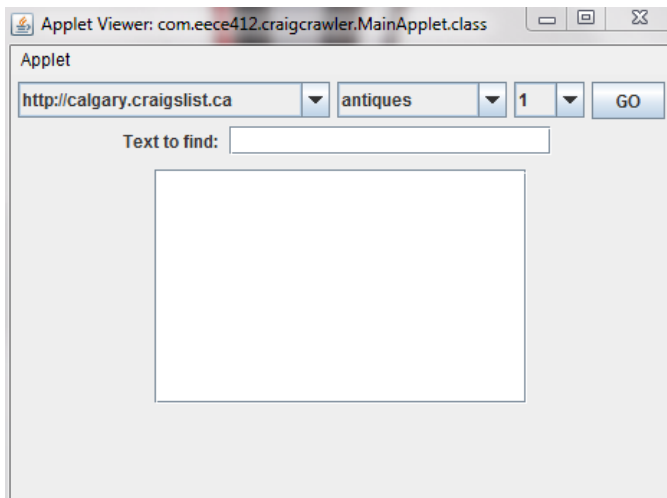 Applet Viewer: com.eece412.craigcrawler.MainApplet.class
Applet
http://calgary.craigslist.ca antiques 1 GO
Text to find: